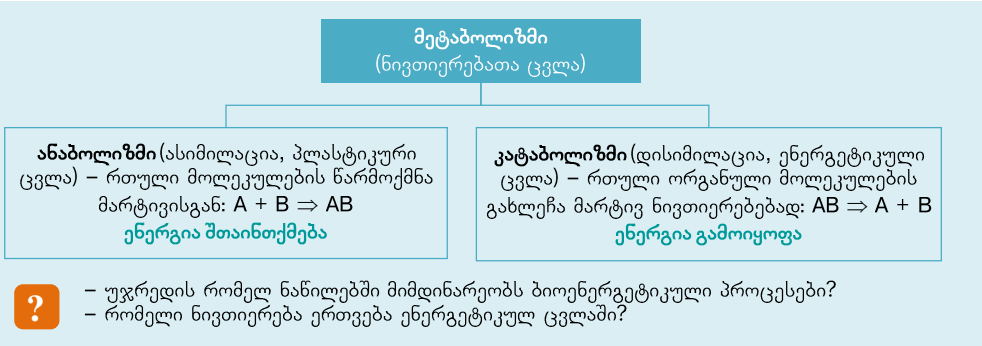 მეტაბოლიზმი
(ნივთიერებათა ცვლა)
ანაბოლიზმი (ასიმილაცია, პლასტიკური
ცვლა) – რთული მოლეკულების წარმოქმნა
მარტივისგან: A + B ⇒ AB
ენერგია შთაინთქმება
კატაბოლიზმი (დისიმილაცია, ენერგეტიკული
ცვლა) – რთული ორგანული მოლეკულების
გახლეჩა მარტივ ნივთიერებებად: AB ⇒ A + B
ენერგია გამოიყოფა
?
– უჯრედის რომელ ნაწილებში მიმდინარეობს ბიოენერგეტიკული პროცესები?
– რომელი ნივთიერება ერთვება ენერგეტიკულ ცვლაში?